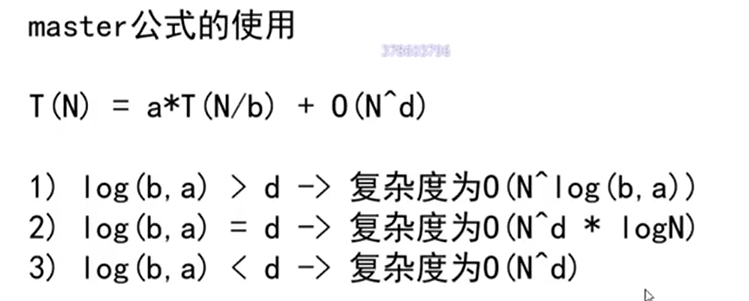 master公式的使用
T(N) = a*T(N/b) + O(N^d)
1) log(b,a) > d -> 复杂度为O(N^log(b,a))
2) log(b,a) = d -> 复杂度为O(N^d * logN)
3) log(b,a) < d -> 复杂度为O(N^d)